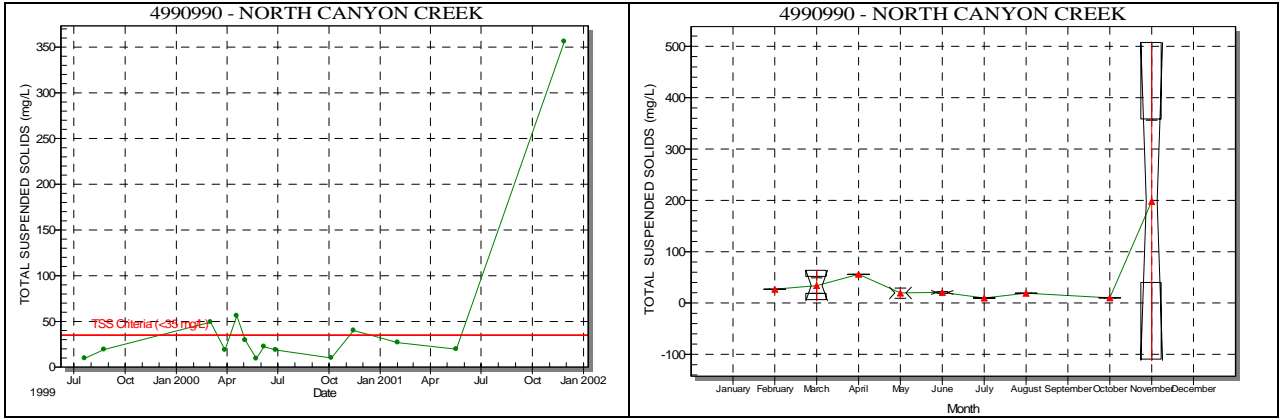 4990990 - NORTH CANYON CREEK
TOTAL SUSPENDED SOLIDS (mg/L)
350
300
250
200
150
100
50
0
TSS Criteria (<35 mg/L)
Jul Oct Jan 2000 Apr Jul Oct Jan 2001 Apr Jul Oct Jan 2002
1999
Date
4990990 - NORTH CANYON CREEK
TOTAL SUSPENDED SOLIDS (mg/L)
500
400
300
200
100
0
-100
January February March April May June July August September October November December
Month